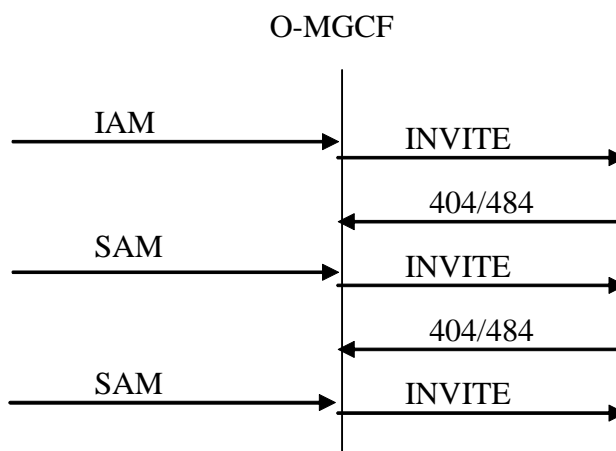 O-MGCF
IAM
INVITE
404/484
SAM
INVITE
404/484
SAM
INVITE